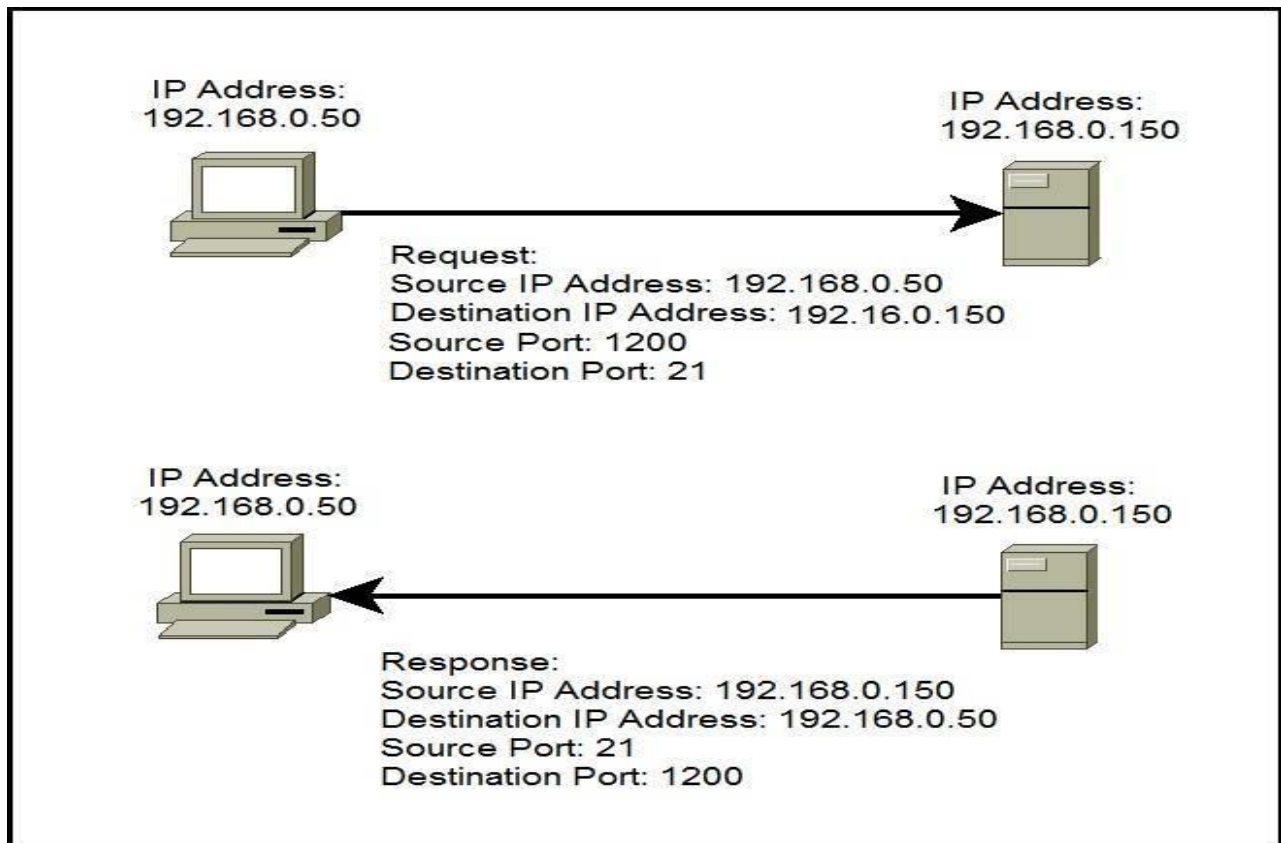 IP Address:
192.168.0.50
IP Address:
192.168.0.150
Request:
Source IP Address: 192.168.0.50
Destination IP Address: 192.16.0.150
Source Port: 1200
Destination Port: 21
IP Address:
192.168.0.50
IP Address:
192.168.0.150
Response:
Source IP Address: 192.168.0.150
Destination IP Address: 192.168.0.50
Source Port: 21
Destination Port: 1200